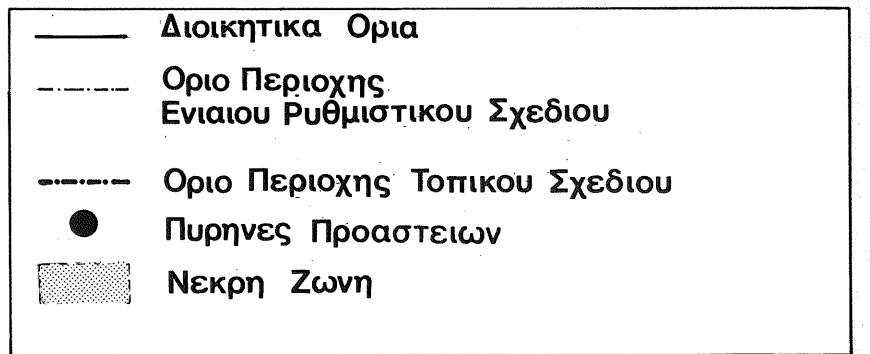 Διοικητικα Ορια
Οριο Περιοχης
Ενιαιου Ρυθμιστικου Σχεδιου
Οριο Περιοχης Τοπικου Σχεδιου
Πυρηνες Προαστειων
Νεκρη Ζωνη